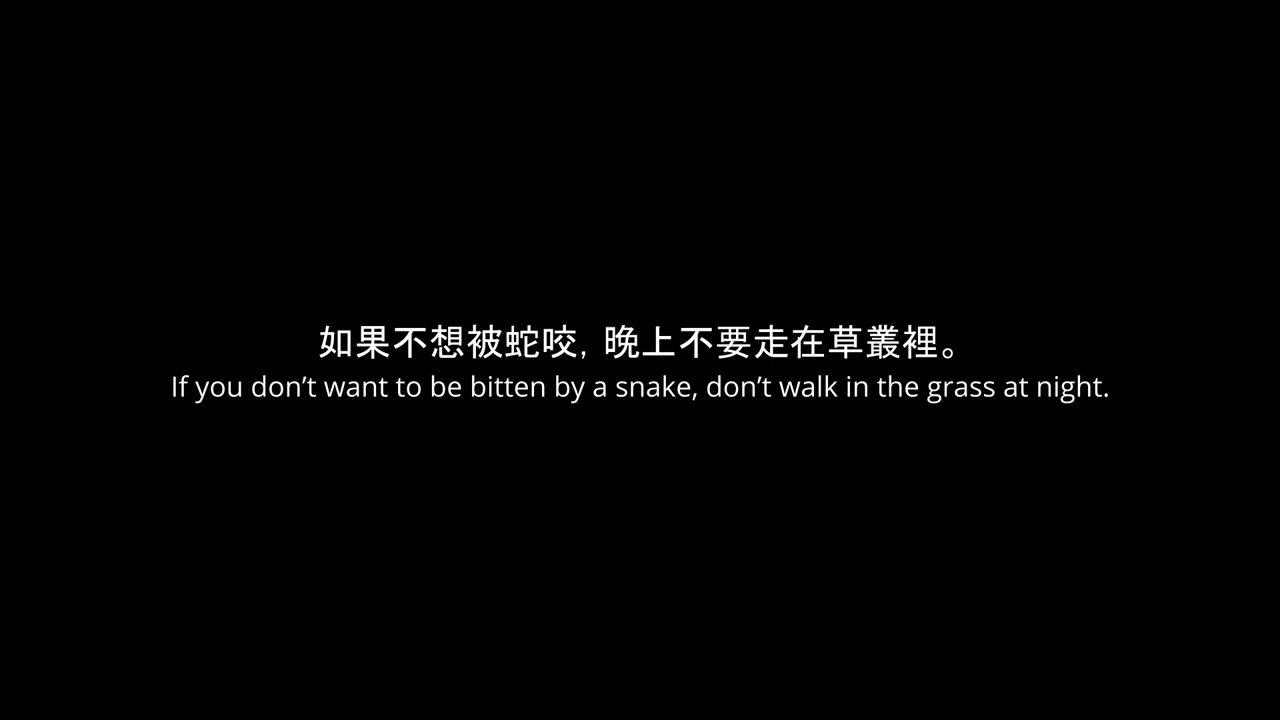 如果不想被蛇咬，晚上不要走在草叢裡。
If you don’t want to be bitten by a snake, don’t walk in the grass at night.